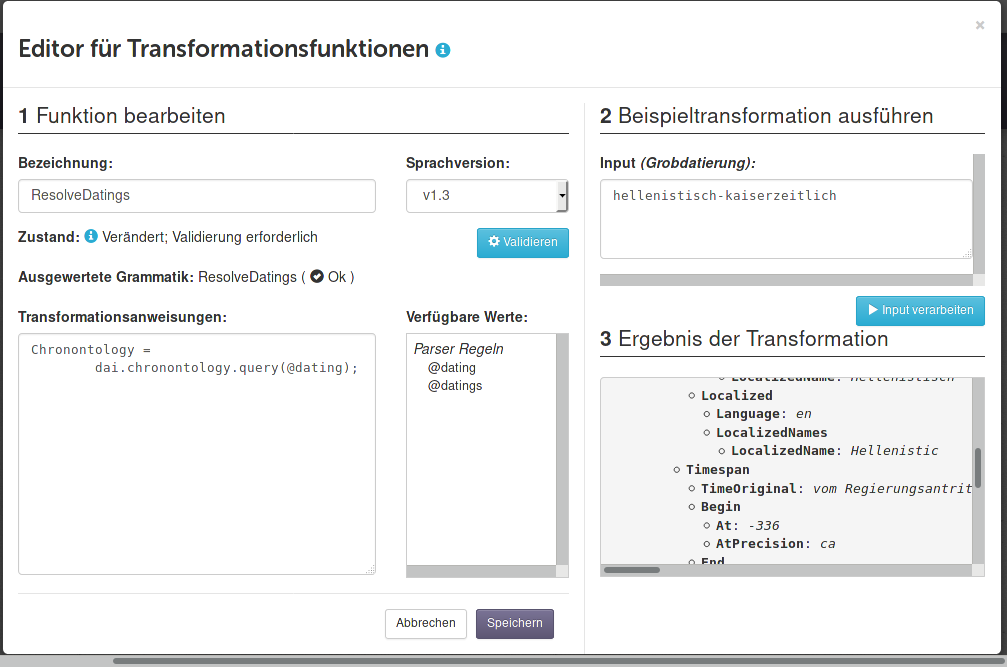 ×
Editor für Transformationsfunktionen
1 Funktion bearbeiten
Bezeichnung:
Sprachversion:
ResolveDatings
v1.3
Zustand: Verändert; Validierung erforderlich
Validieren
Ausgewertete Grammatik: ResolveDatings ( Ok )
Transformationsanweisungen:
Verfügbare Werte:
Chronontology =
dai.chronontology.query(@dating);
Parser Regeln
@dating
@datings
Abbrechen
Speichern
2 Beispieltransformation ausführen
Input (Grobdatierung):
hellenistisch-kaiserzeitlich
Input verarbeiten
3 Ergebnis der Transformation
LocalizedName: Hellenistisch
Localized
Language: en
LocalizedNames
LocalizedName: Hellenistic
Timespan
TimeOriginal: vom Regierungsantrit
Begin
At: -336
AtPrecision: ca
End